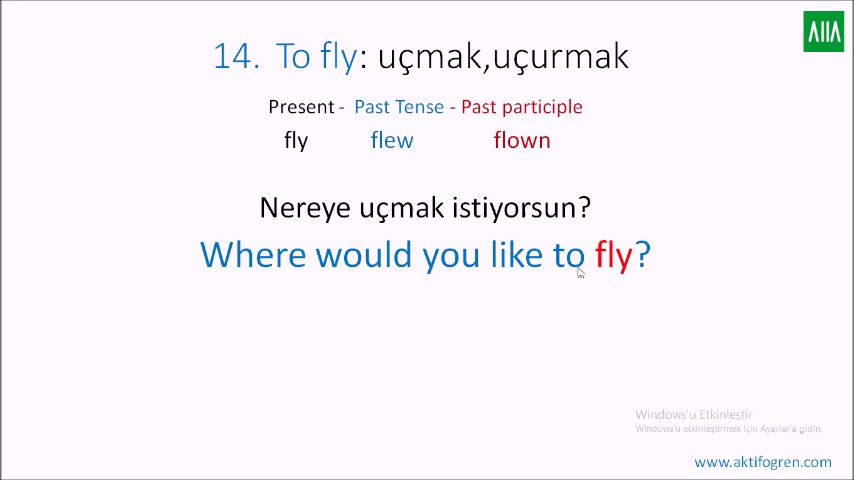 14. To fly: uçmak,uçurmak
Present - Past Tense - Past participle
fly flew flown
Nereye uçmak istiyorsun?
Where would you like to fly?
Windows'u Etkinleştir
Windows'u etkinleştirmek için Ayarlar'a gidin.
www.aktifogren.com